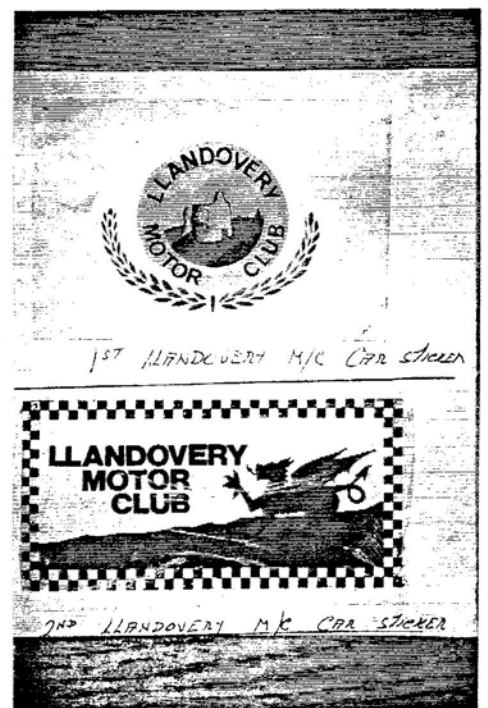 LLANDOVERY
MOTOR CLUB
1ST LLANDOVERY M/C CAR STICKER
LLANDOVERY
MOTOR
CLUB
2ND LLANDOVERY M/C CAR STICKER